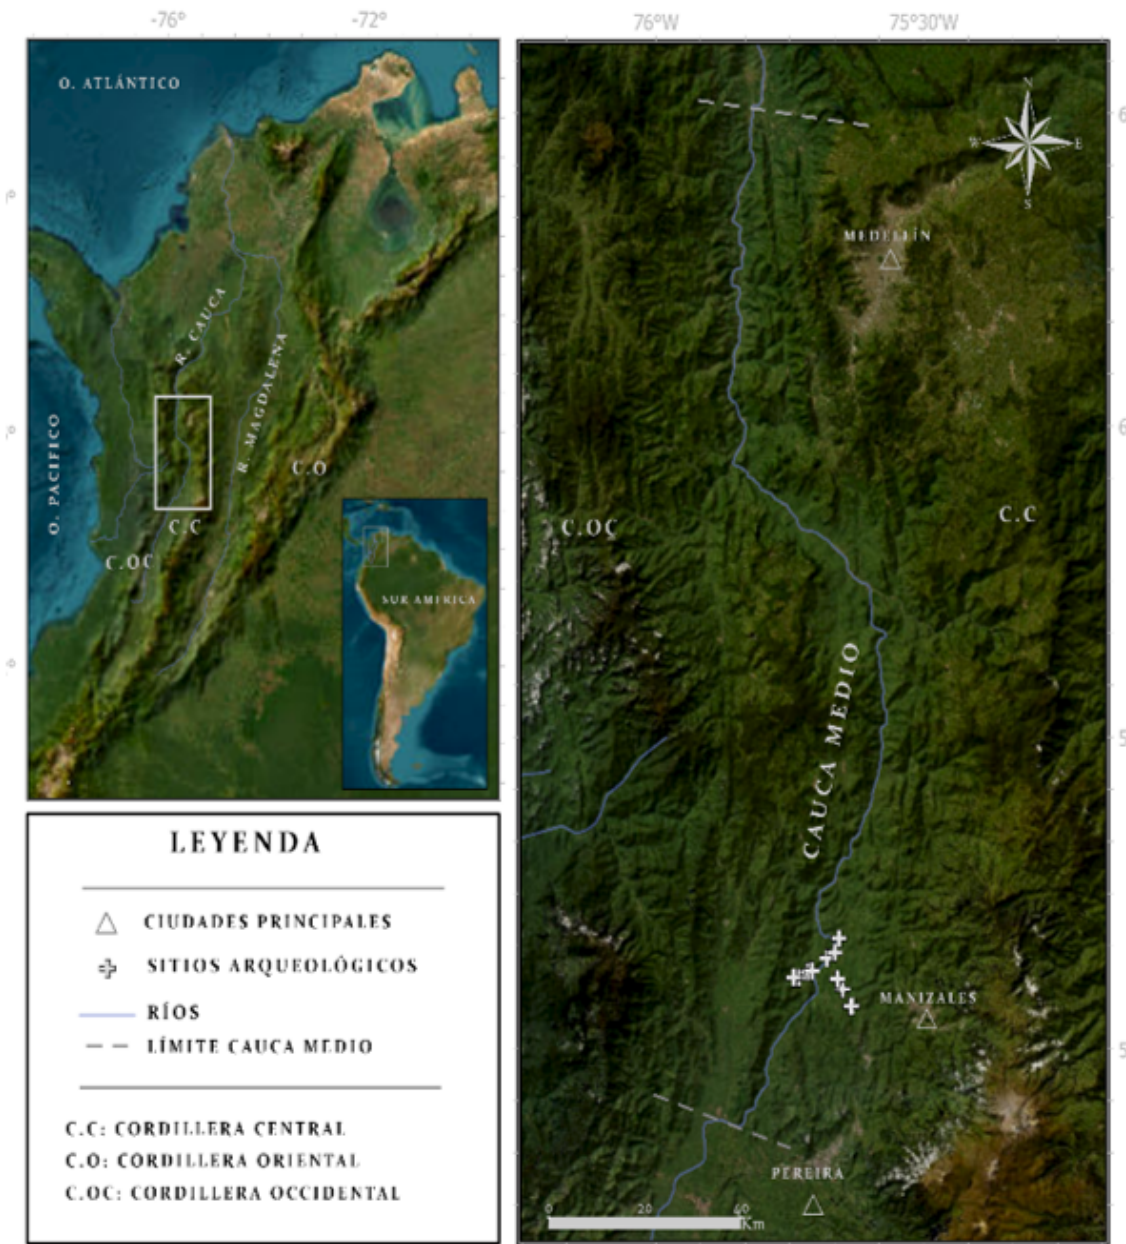 -76°
-72°
O. ATLÁNTICO
R. CAUCA
R. MAGDALENA
O. PACIFICO
C.O
C.C
C.OC
SUR AMERICA
LEYENDA
CIUDADES PRINCIPALES
SITIOS ARQUEOLÓGICOS
RÍOS
LÍMITE CAUCA MEDIO
C.C: CORDILLERA CENTRAL
C.O: CORDILLERA ORIENTAL
C.OC: CORDILLERA OCCIDENTAL
76°W
75°30'W
N
W
E
S
MEDELLÍN
C.OC
C.C
CAUCA MEDIO
MANIZALES
PEREIRA
0
20
40
Km